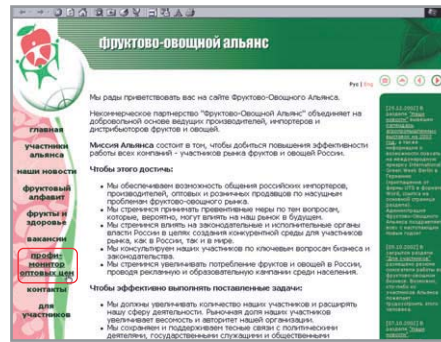 фруктово-овощной альянс
Рус | Eng
Мы рады приветствовать вас на сайте Фруктово-Овощного Альянса.
Некоммерческое партнерство "Фруктово-Овощной Альянс" объединяет на
добровольной основе ведущих производителей, импортеров и
дистрибьюторов фруктов и овощей.
Миссия Альянса состоит в том, чтобы добиться повышения эффективности
работы всех компаний - участников рынка фруктов и овощей России.
Чтобы этого достичь:
• Мы обеспечиваем возможность общения российских импортеров,
производителей, оптовых и розничных продавцов по насущным
проблемам фруктово-овощного рынка.
• Мы стремимся принимать превентивные меры по тем вопросам,
которые, вероятно, могут влиять на наш рынок в будущем.
• Мы стремимся влиять на законодательные и исполнительные органы
власти России в целях создания конкурентной среды для участников
рынка, как в России, так и в мире.
• Мы консультируем наших участников по ключевым вопросам бизнеса и
законодательства.
• Мы стремимся увеличивать потребление фруктов и овощей в России,
проводя рекламную и образовательную кампании среди населения.
Чтобы эффективно выполнять поставленные задачи:
• Мы должны увеличивать количество наших участников и расширять
нашу сферу деятельности. Рыночная доля наших участников
увеличивает весомость и авторитет нашей организации.
• Мы сохраняем и поддерживаем тесные связи с политическими
деятелями, государственными служащими и общественными
главная
участники
альянса
наши новости
фруктовый
алфавит
фрукты и
здоровье
вакансии
профи-
монитор
оптовых цен
контакты
для
участников